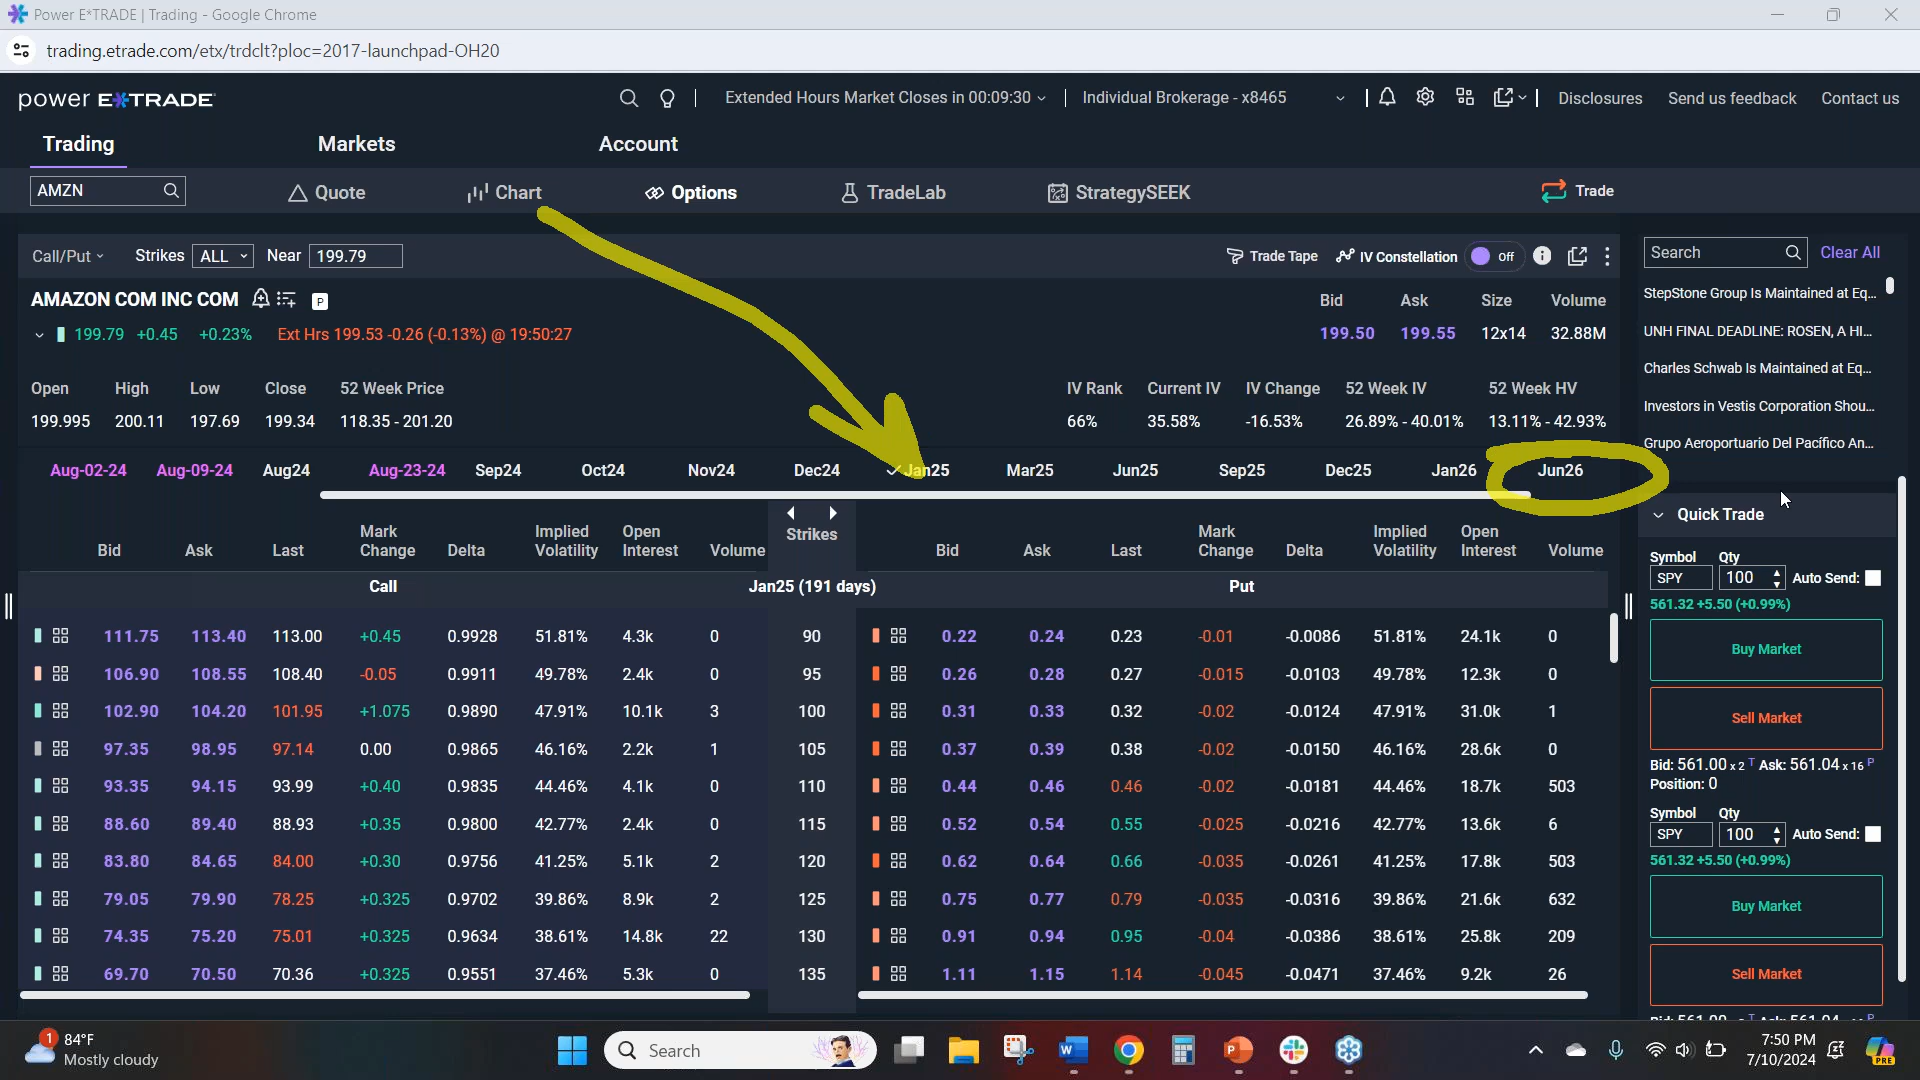 Power E*TRADE | Trading - Google Chrome
trading.etrade.com/etx/trdclt?ploc=2017-launchpad-OH20
power E*TRADE
Extended Hours Market Closes in 00:09:30
Individual Brokerage - x8465
Disclosures
Send us feedback
Contact us
Trading
Markets
Account
AMZN
Quote
Chart
Options
TradeLab
StrategySEEK
Trade
Call/Put
Strikes ALL
Near 199.79
Trade Tape
IV Constellation
Off
Search
Clear All
AMAZON COM INC COM P
Bid Ask Size Volume
StepStone Group Is Maintained at Eq...
199.79 +0.45 +0.23% Ext Hrs 199.53 -0.26 (-0.13%) @ 19:50:27
199.50 199.55 12x14 32.88M
UNH FINAL DEADLINE: ROSEN, A HI...
Charles Schwab Is Maintained at Eq...
Open High Low Close 52 Week Price
IV Rank Current IV IV Change 52 Week IV 52 Week HV
Investors in Vestis Corporation Shou...
199.995 200.11 197.69 199.34 118.35 - 201.20
66% 35.58% -16.53% 26.89% - 40.01% 13.11% - 42.93%
Grupo Aeroportuario Del Pacífico An...
Aug-02-24 Aug-09-24 Aug24 Aug-23-24 Sep24 Oct24 Nov24 Dec24 Jan25 Mar25 Jun25 Sep25 Dec25 Jan26 Jun26
Bid Ask Last Mark Change Delta Implied Volatility Open Interest Volume Strikes Bid Ask Last Mark Change Delta Implied Volatility Open Interest Volume
Call Jan25 (191 days) Put
111.75 113.40 113.00 +0.45 0.9928 51.81% 4.3k 0 90 0.22 0.24 0.23 -0.01 -0.0086 51.81% 24.1k 0
106.90 108.55 108.40 -0.05 0.9911 49.78% 2.4k 0 95 0.26 0.28 0.27 -0.015 -0.0103 49.78% 12.3k 0
102.90 104.20 101.95 +1.075 0.9890 47.91% 10.1k 3 100 0.31 0.33 0.32 -0.02 -0.0124 47.91% 31.0k 1
97.35 98.95 97.14 0.00 0.9865 46.16% 2.2k 1 105 0.37 0.39 0.38 -0.02 -0.0150 46.16% 28.6k 0
93.35 94.15 93.99 +0.40 0.9835 44.46% 4.1k 0 110 0.44 0.46 0.46 -0.02 -0.0181 44.46% 18.7k 503
88.60 89.40 88.93 +0.35 0.9800 42.77% 2.4k 0 115 0.52 0.54 0.55 -0.025 -0.0216 42.77% 13.6k 6
83.80 84.65 84.00 +0.30 0.9756 41.25% 5.1k 2 120 0.62 0.64 0.66 -0.035 -0.0261 41.25% 17.8k 503
79.05 79.90 78.25 +0.325 0.9702 39.86% 8.9k 2 125 0.75 0.77 0.79 -0.035 -0.0316 39.86% 21.6k 632
74.35 75.20 75.01 +0.325 0.9634 38.61% 14.8k 22 130 0.91 0.94 0.95 -0.04 -0.0386 38.61% 25.8k 209
69.70 70.50 70.36 +0.325 0.9551 37.46% 5.3k 0 135 1.11 1.15 1.14 -0.045 -0.0471 37.46% 9.2k 26
Quick Trade
Symbol Qty
SPY 100 Auto Send:
561.32 +5.50 (+0.99%)
Buy Market
Sell Market
Bid: 561.00 x 2 T Ask: 561.04 x 16 P
Position: 0
Symbol Qty
SPY 100 Auto Send:
561.32 +5.50 (+0.99%)
Buy Market
Sell Market
1
84°F
Mostly cloudy
Search
7:50 PM
7/10/2024
PRE